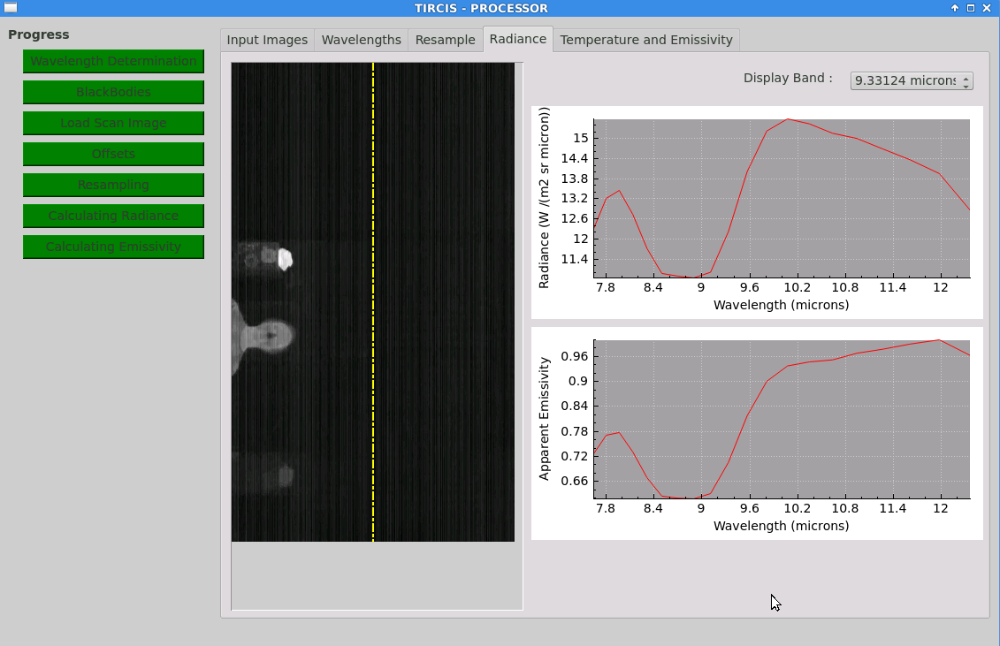 TIRCIS - PROCESSOR
Progress
Wavelength Determination
BlackBodies
Load Scan Image
Offsets
Resampling
Calculating Radiance
Calculating Emissivity
Input Images
Wavelengths
Resample
Radiance
Temperature and Emissivity
Display Band :
9.33124 microns
Radiance (W /(m2 sr micron))
15
14.4
13.8
13.2
12.6
12
11.4
7.8 8.4 9 9.6 10.2 10.8 11.4 12
Wavelength (microns)
Apparent Emissivity
0.96
0.9
0.84
0.78
0.72
0.66
7.8 8.4 9 9.6 10.2 10.8 11.4 12
Wavelength (microns)